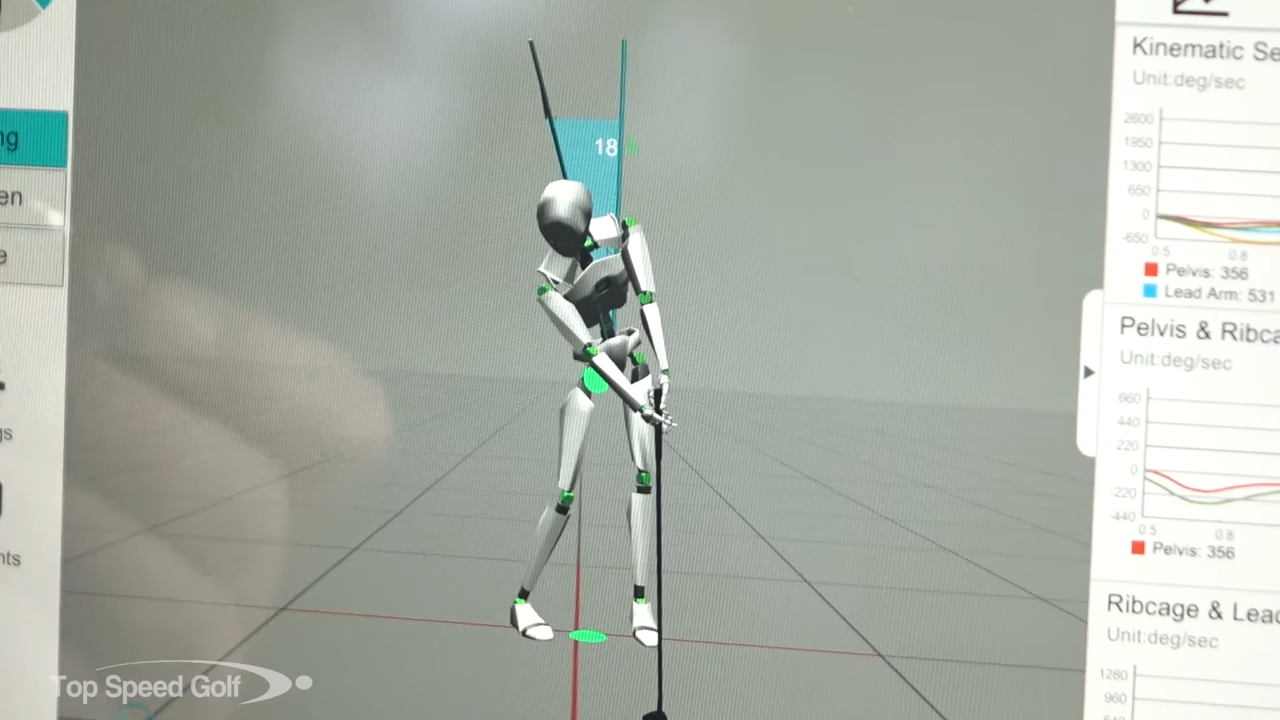 ng
en
e
gs
nts
18
Kinematic Se
Unit:deg/sec
2600
1950
1300
650
0
-650
0.5
0.8
Pelvis: 356
Lead Arm: 531
Pelvis & Ribca
Unit:deg/sec
660
440
220
0
-220
-440
0.5
0.8
Pelvis: 356
Ribcage & Lead
Unit:deg/sec
1280
960
Top Speed Golf